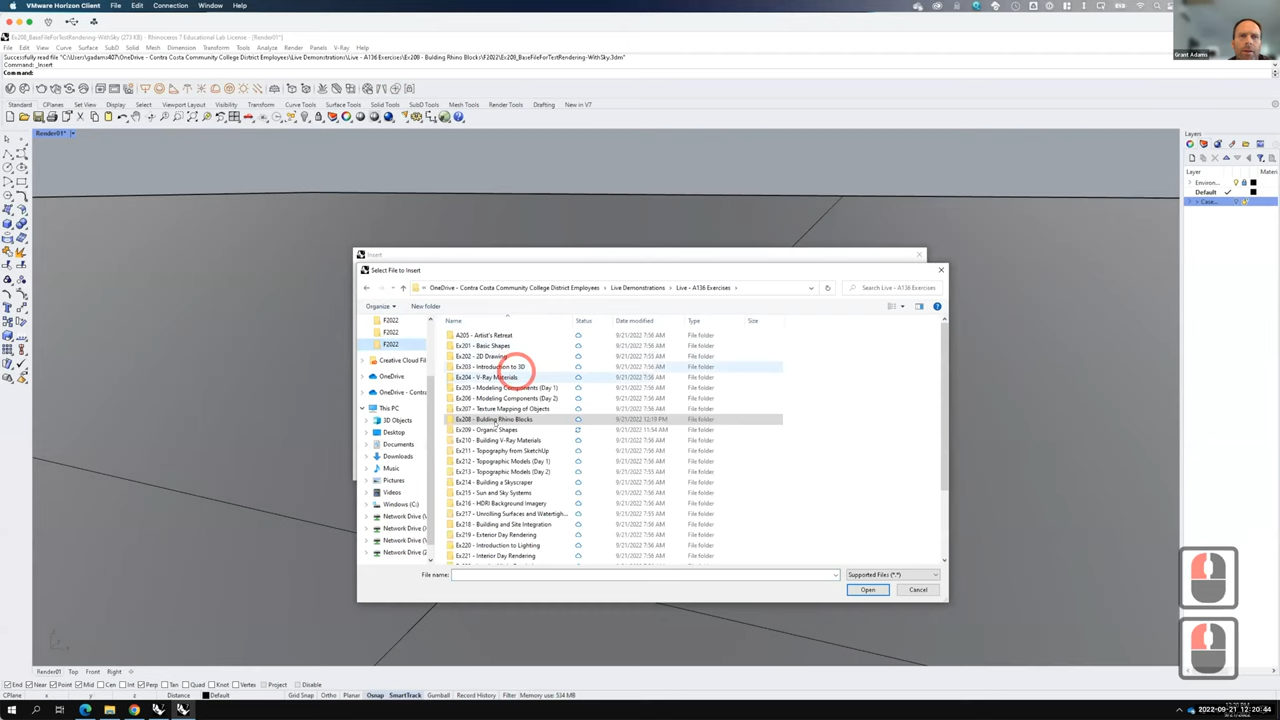 VMware Horizon Client File Edit Connection Window Help
Ex208_BaseFileForTestRendering-WithSky (273 KB) - Rhinoceros 7 Educational Lab License - [Render01*]
File Edit View Curve Surface SubD Solid Mesh Dimension Transform Tools Analyze Render Panels V-Ray Help
Successfully read file "C:\Users\gadams407\OneDrive - Contra Costa Community College District Employees\Live Demonstrations\Live - A136 Exercises\Ex208 - Bulding Rhino Blocks\F2022\Ex208_BaseFileForTestRendering-WithSky.3dm"
Command: _Insert
Command:
Grant Adams
Standard CPlanes Set View Display Select Viewport Layout Visibility Transform Curve Tools Surface Tools Solid Tools SubD Tools Mesh Tools Render Tools Drafting New in V7
Render01*
Layers
Layer Materi
Environ...
Default
Casa...
Insert
Select File to Insert
« OneDrive - Contra Costa Community College District Employees > Live Demonstrations > Live - A136 Exercises >
Search Live - A136 Exercises
Organize New folder
Name Status Date modified Type Size
F2022
F2022
F2022
Creative Cloud Fil
OneDrive
OneDrive - Contra
This PC
3D Objects
Desktop
Documents
Downloads
Music
Pictures
Videos
Windows (C:)
Network Drive (
Network Drive (
Network Drive (
Network Drive (2
A205 - Artist's Retreat 9/21/2022 7:56 AM File folder
Ex201 - Basic Shapes 9/21/2022 7:56 AM File folder
Ex202 - 2D Drawing 9/21/2022 7:55 AM File folder
Ex203 - Introduction to 3D 9/21/2022 7:56 AM File folder
Ex204 - V-Ray Materials 9/21/2022 7:56 AM File folder
Ex205 - Modeling Components (Day 1) 9/21/2022 7:56 AM File folder
Ex206 - Modeling Components (Day 2) 9/21/2022 7:56 AM File folder
Ex207 - Texture Mapping of Objects 9/21/2022 7:56 AM File folder
Ex208 - Bulding Rhino Blocks 9/21/2022 12:19 PM File folder
Ex209 - Organic Shapes 9/21/2022 11:54 AM File folder
Ex210 - Building V-Ray Materials 9/21/2022 7:56 AM File folder
Ex211 - Topography from SketchUp 9/21/2022 7:56 AM File folder
Ex212 - Topographic Models (Day 1) 9/21/2022 7:56 AM File folder
Ex213 - Topographic Models (Day 2) 9/21/2022 7:55 AM File folder
Ex214 - Building a Skyscraper 9/21/2022 7:56 AM File folder
Ex215 - Sun and Sky Systems 9/21/2022 7:56 AM File folder
Ex216 - HDRI Background Imagery 9/21/2022 7:56 AM File folder
Ex217 - Unrolling Surfaces and Watertigh... 9/21/2022 7:56 AM File folder
Ex218 - Building and Site Integration 9/21/2022 7:56 AM File folder
Ex219 - Exterior Day Rendering 9/21/2022 7:56 AM File folder
Ex220 - Introduction to Lighting 9/21/2022 7:56 AM File folder
Ex221 - Interior Day Rendering 9/21/2022 7:56 AM File folder
File name: Supported Files (*.*)
Open Cancel
Render01 Top Front Right
End Near Point Mid Cen Int Perp Tan Quad Knot Vertex Project Disable
CPlane x y z Distance Default Grid Snap Ortho Planar Osnap SmartTrack Gumball Record History Filter Memory use: 534 MB
2022-09-21 12:20:44